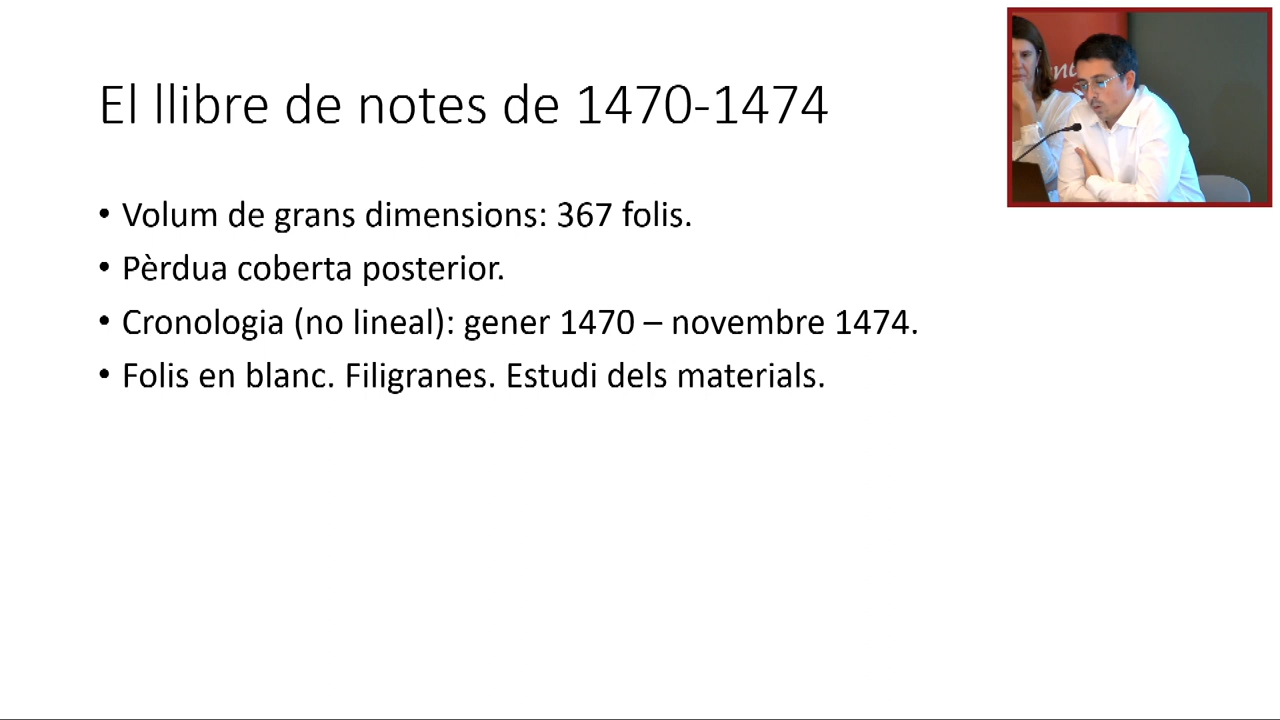 El llibre de notes de 1470-1474
• Volum de grans dimensions: 367 folis.
• Pèrdua coberta posterior.
• Cronologia (no lineal): gener 1470 – novembre 1474.
• Folis en blanc. Filigranes. Estudi dels materials.